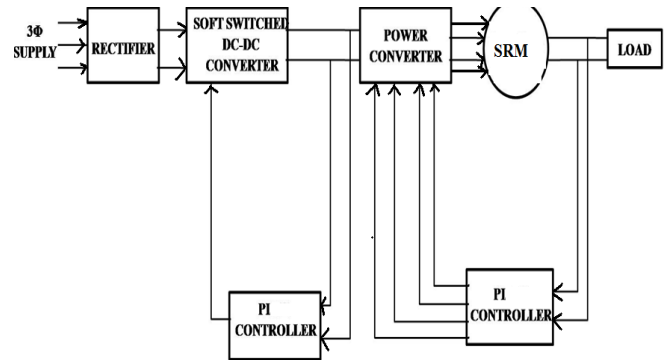 3Φ
SUPPLY
RECTIFIER
SOFT SWITCHED
DC-DC
CONVERTER
POWER
CONVERTER
SRM
LOAD
PI
CONTROLLER
PI
CONTROLLER